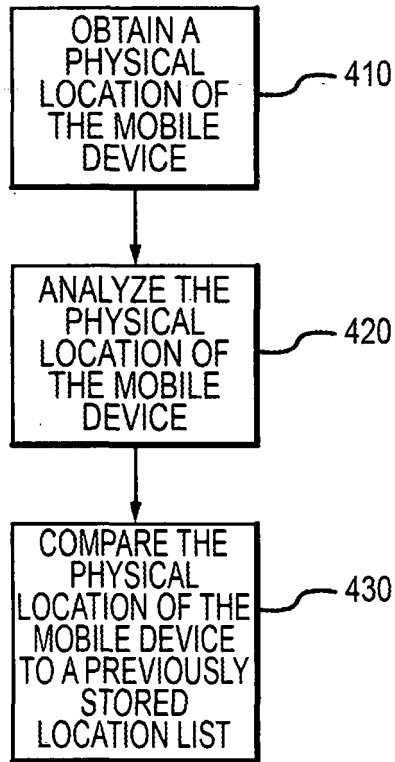 OBTAIN A
PHYSICAL
LOCATION OF
THE MOBILE
DEVICE
410
ANALYZE THE
PHYSICAL
LOCATION OF
THE MOBILE
DEVICE
420
COMPARE THE
PHYSICAL
LOCATION OF THE
MOBILE DEVICE
TO A PREVIOUSLY
STORED
LOCATION LIST
430